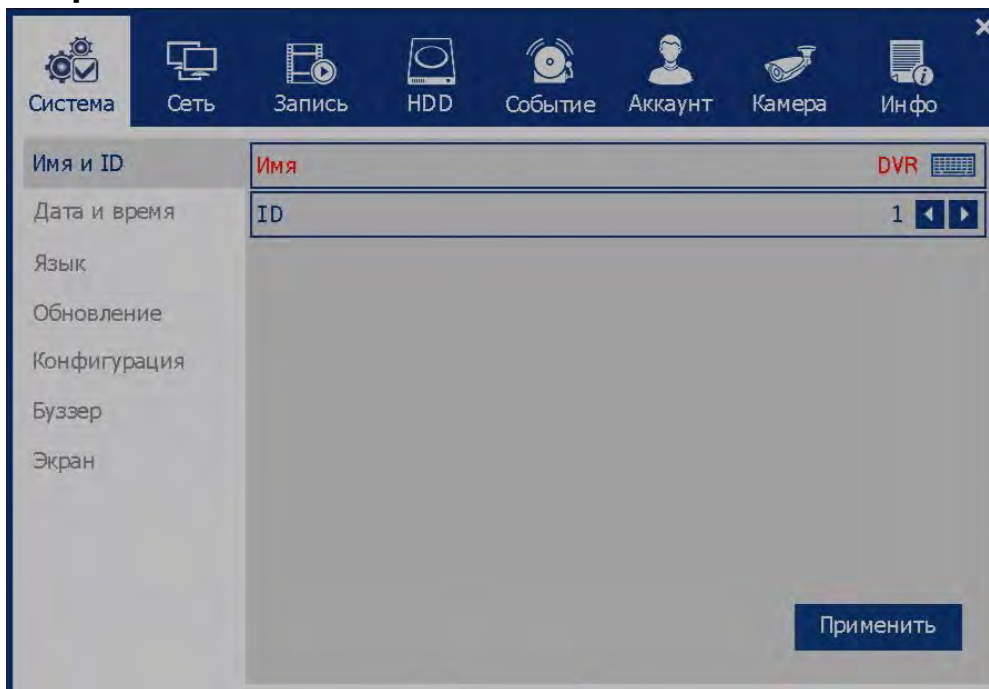 Система Сеть Запись HDD Событие Аккаунт Камера Инфо
Имя и ID
Имя DVR
Дата и время
ID 1
Язык
Обновление
Конфигурация
Буззер
Экран
Применить